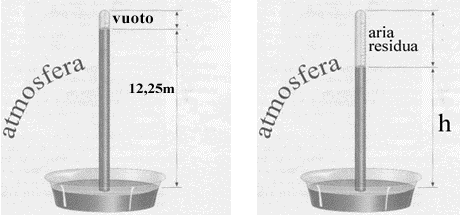 vuoto
12,25m
atmosfera
aria
residua
atmosfera
h